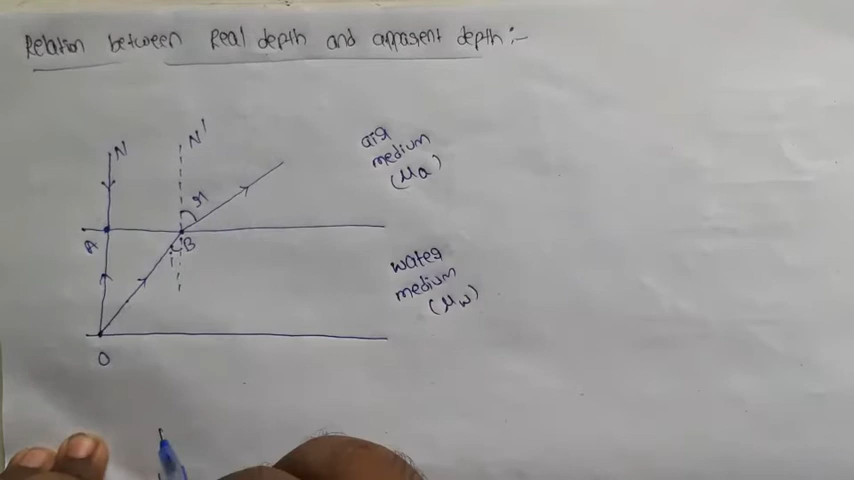 Relation between Real depth and apparent depth :-
N
N'
air
medium
(μa)
r
A
i
B
water
medium
(μw)
O